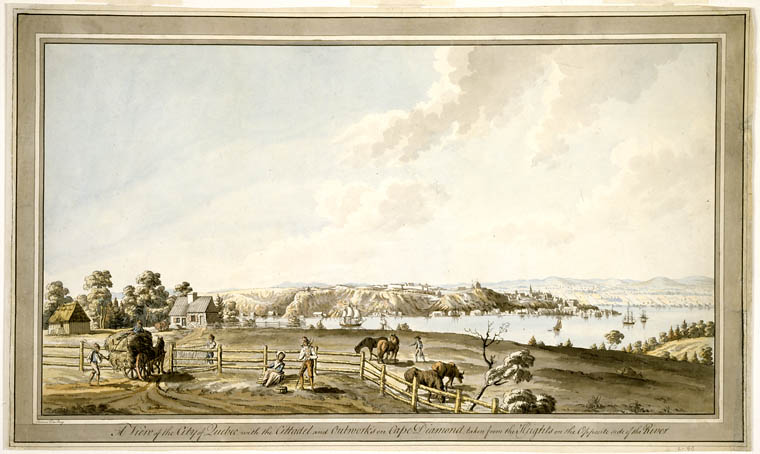 A View of the City of Quebec with the Cittadel and Outworks on Cape Diamond, taken from the Heights on the Opposite side of the River